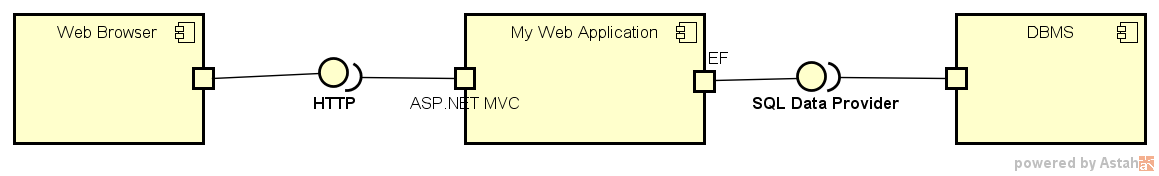 Web Browser
My Web Application
DBMS
EF
HTTP
ASP.NET MVC
SQL Data Provider
powered by Astah